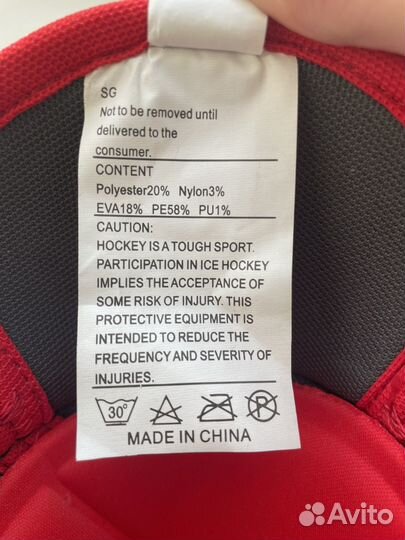 SG
Not to be removed until
delivered to the
consumer.
CONTENT
Polyester20% Nylon3%
EVA18% PE58% PU1%
CAUTION:
HOCKEY IS A TOUGH SPORT.
PARTICIPATION IN ICE HOCKEY
IMPLIES THE ACCEPTANCE OF
SOME RISK OF INJURY. THIS
PROTECTIVE EQUIPMENT IS
INTENDED TO REDUCE THE
FREQUENCY AND SEVERITY OF
INJURIES.
30° P
MADE IN CHINA
Avito